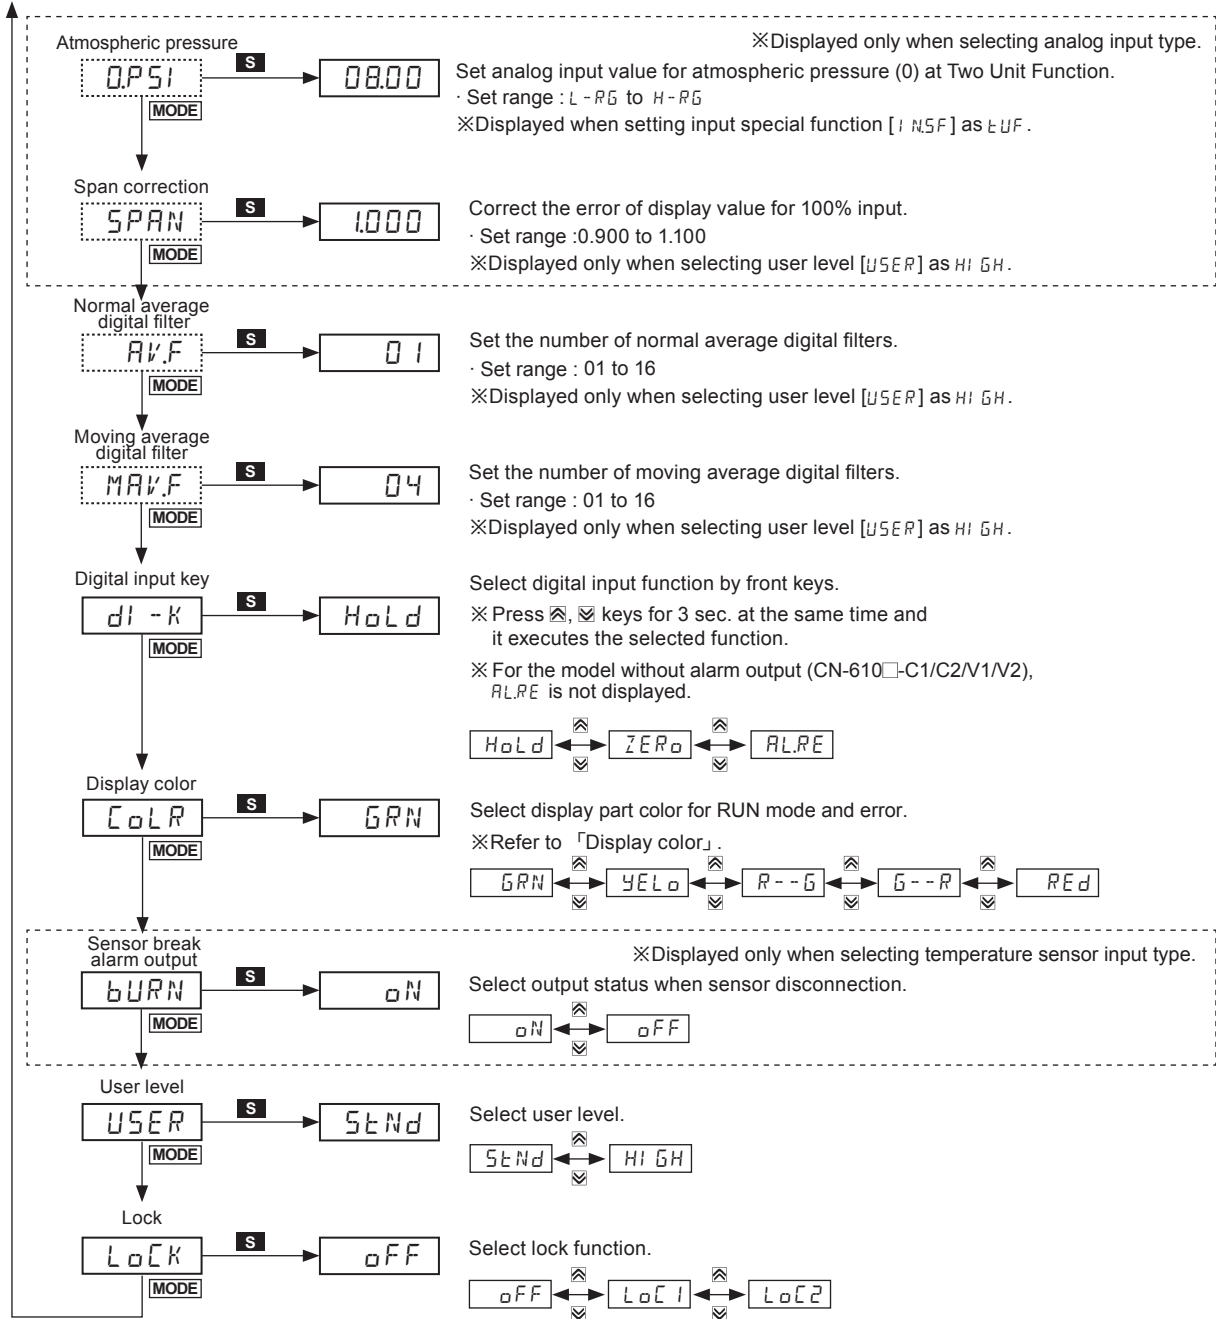 Atmospheric pressure
※Displayed only when selecting analog input type.
0.PSI S 08.00
MODE
Set analog input value for atmospheric pressure (0) at Two Unit Function.
· Set range : L-RG to H-RG
※Displayed when setting input special function [IN.SF] as tUF.
Span correction
SPAN S 1.000
MODE
Correct the error of display value for 100% input.
· Set range :0.900 to 1.100
※Displayed only when selecting user level [USER] as HIGH.
Normal average
digital filter
AV.F S 01
MODE
Set the number of normal average digital filters.
· Set range : 01 to 16
※Displayed only when selecting user level [USER] as HIGH.
Moving average
digital filter
MAV.F S 04
MODE
Set the number of moving average digital filters.
· Set range : 01 to 16
※Displayed only when selecting user level [USER] as HIGH.
Digital input key
dI-K S HoLd
MODE
Select digital input function by front keys.
※ Press , keys for 3 sec. at the same time and
it executes the selected function.
※ For the model without alarm output (CN-610□-C1/C2/V1/V2),
AL.RE is not displayed.
HoLd ZERo AL.RE
Display color
CoLR S GRN
MODE
Select display part color for RUN mode and error.
※Refer to 「Display color」.
GRN YELo R--G G--R REd
Sensor break
alarm output
※Displayed only when selecting temperature sensor input type.
bURN S oN
MODE
Select output status when sensor disconnection.
oN oFF
User level
USER S StNd
MODE
Select user level.
StNd HIGH
Lock
LoCK S oFF
MODE
Select lock function.
oFF LoC1 LoC2